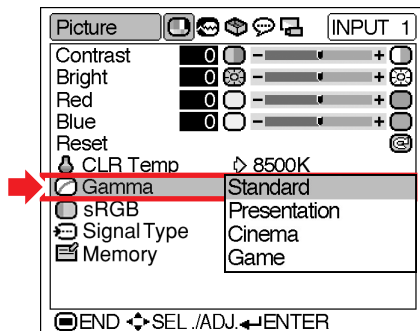 Picture INPUT 1
Contrast 0 - +
Bright 0 - +
Red 0 - +
Blue 0 - +
Reset
CLR Temp 8500K
Gamma Standard
sRGB Presentation
Signal Type Cinema
Memory Game
END SEL./ADJ. ENTER